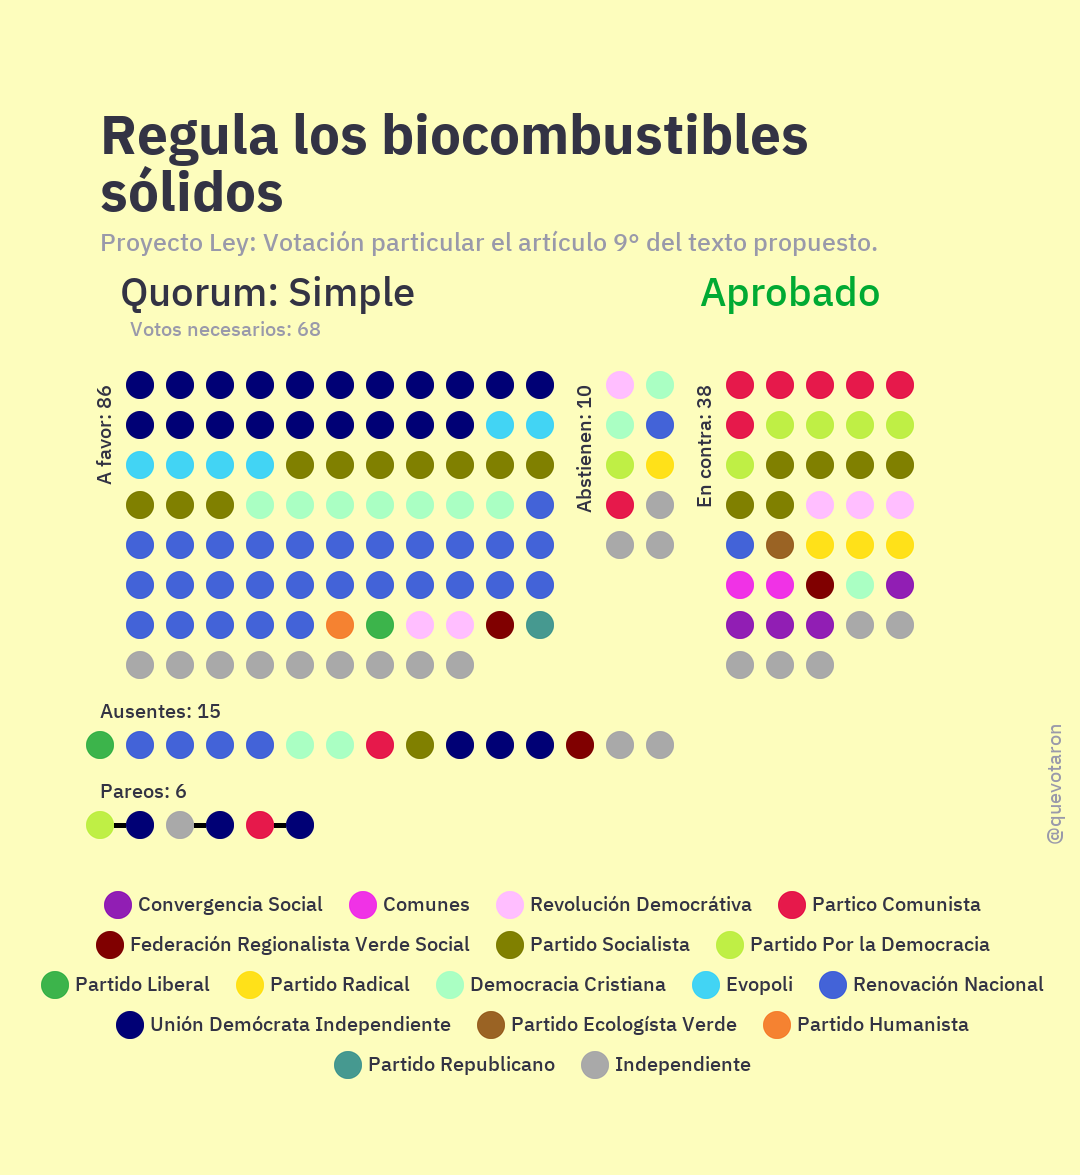 Regula los biocombustibles
sólidos
Proyecto Ley: Votación particular el artículo 9° del texto propuesto.
Quorum: Simple
Aprobado
Votos necesarios: 68
A favor: 86
Abstienen: 10
En contra: 38
Ausentes: 15
Pareos: 6
@quevotaron
Convergencia Social Comunes Revolución Democrátiva Partico Comunista
Federación Regionalista Verde Social Partido Socialista Partido Por la Democracia
Partido Liberal Partido Radical Democracia Cristiana Evopoli Renovación Nacional
Unión Demócrata Independiente Partido Ecologísta Verde Partido Humanista
Partido Republicano Independiente